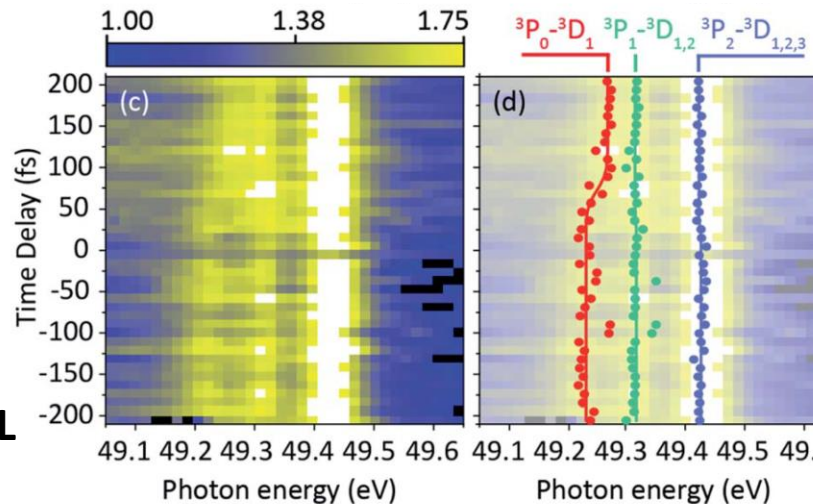 1.00 1.38 1.75
³P₀-³D₁ ³P₁-³D₁,₂ ³P₂-³D₁,₂,₃
(c) (d)
Time Delay (fs)
200
150
100
50
0
-50
-100
-150
-200
L
49.1 49.2 49.3 49.4 49.5 49.6
49.1 49.2 49.3 49.4 49.5
Photon energy (eV) Photon energy (eV)